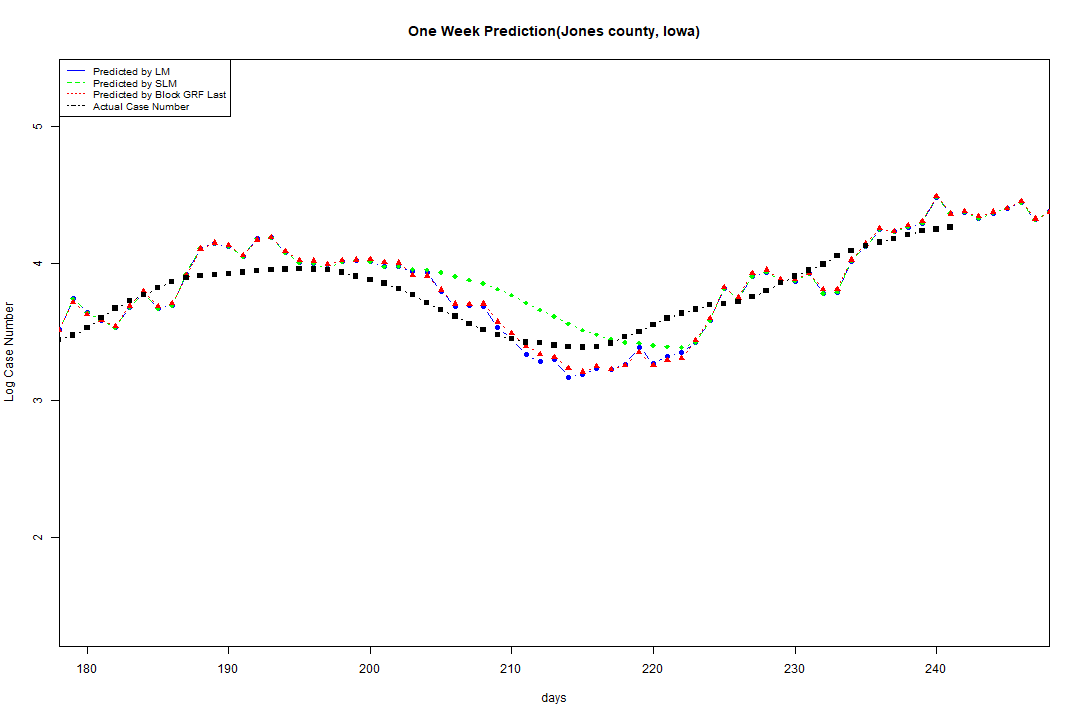 One Week Prediction(Jones county, Iowa)
Predicted by LM
Predicted by SLM
Predicted by Block GRF Last
Actual Case Number
5
4
3
2
Log Case Number
180 190 200 210 220 230 240
days